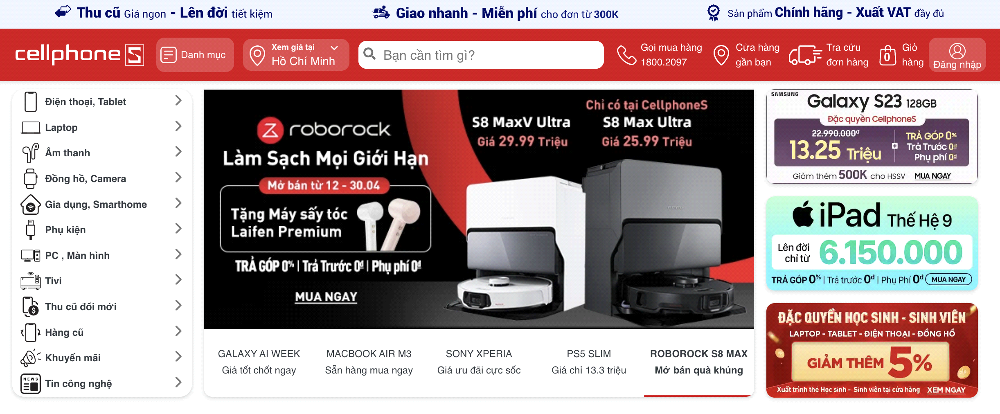 Thu cũ Giá ngon - Lên đời tiết kiệm
Giao nhanh - Miễn phí cho đơn từ 300K
Sản phẩm Chính hãng - Xuất VAT đầy đủ
cellphoneS
Danh mục
Xem giá tại
Hồ Chí Minh
Bạn cần tìm gì?
Gọi mua hàng
1800.2097
Cửa hàng
gần bạn
Tra cứu
đơn hàng
0
Giỏ
hàng
Đăng nhập
Điện thoại, Tablet
Laptop
Âm thanh
Đồng hồ, Camera
Gia dụng, Smarthome
Phụ kiện
PC , Màn hình
Tivi
Thu cũ đổi mới
Hàng cũ
Khuyến mãi
NEWS
Tin công nghệ
roborock
Làm Sạch Mọi Giới Hạn
Mở bán từ 12 - 30.04
Tặng Máy sấy tóc
Laifen Premium
TRẢ GÓP 0% | Trả Trước 0đ | Phụ phí 0đ
MUA NGAY
S8 MaxV Ultra
Giá 29.99 Triệu
Chỉ có tại CellphoneS
S8 Max Ultra
Giá 25.99 Triệu
GALAXY AI WEEK
Giá tốt chốt ngay
MACBOOK AIR M3
Sẵn hàng mua ngay
SONY XPERIA
Giá ưu đãi cực sốc
PS5 SLIM
Giá chỉ 13.3 triệu
ROBOROCK S8 MAX
Mở bán quà khủng
SAMSUNG
Galaxy S23 128GB
Đặc quyền CellphoneS
22.990.000đ
13.25 Triệu
TRẢ GÓP 0%
Trả Trước 0đ
Phụ phí 0đ
Giảm thêm 500K cho HSSV MUA NGAY
iPad Thế Hệ 9
Lên đời
chỉ từ
6.150.000
TRẢ GÓP 0% | Trả trước 0đ | Phụ Phí 0đ MUA NGAY
ĐẶC QUYỀN HỌC SINH - SINH VIÊN
LAPTOP - TABLET - ĐIỆN THOẠI - ĐỒNG HỒ
GIẢM THÊM 5%
Xuất trình thẻ Học sinh - Sinh viên tại cửa hàng XEM NGAY